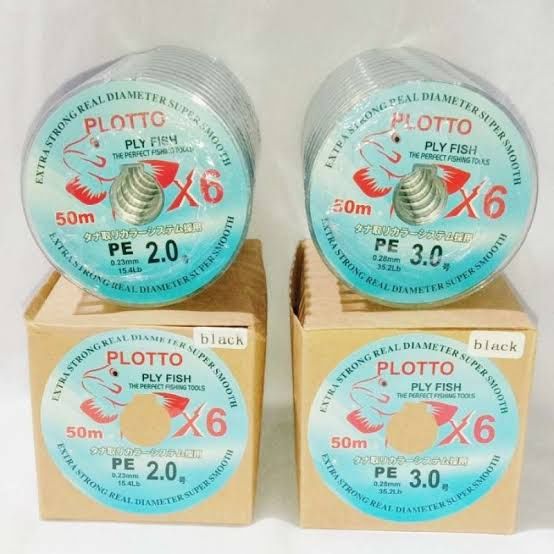 EXTRA STRONG REAL DIAMETER SUPER SMOOTH
PLOTTO
PLY FISH
THE PERFECT FISHING TOOLS
X6
50m
タナ取りカラーシステム採用
PE 2.0号
0.23mm
15.4Lb
EXTRA STRONG REAL DIAMETER SUPER SMOOTH
EXTRA STRONG REAL DIAMETER SUPER SMOOTH
PLOTTO
PLY FISH
THE PERFECT FISHING TOOLS
X6
50m
タナ取りカラーシステム採用
PE 3.0号
0.28mm
35.2Lb
EXTRA STRONG REAL DIAMETER SUPER SMOOTH
black
EXTRA STRONG REAL DIAMETER SUPER SMOOTH
PLOTTO
PLY FISH
THE PERFECT FISHING TOOLS
X6
50m
タナ取りカラーシステム採用
PE 2.0号
0.23mm
15.4Lb
EXTRA STRONG REAL DIAMETER SUPER SMOOTH
black
EXTRA STRONG REAL DIAMETER SUPER SMOOTH
PLOTTO
PLY FISH
THE PERFECT FISHING TOOLS
X6
50m
タナ取りカラーシステム採用
PE 3.0号
0.28mm
35.2Lb
EXTRA STRONG REAL DIAMETER SUPER SMOOTH